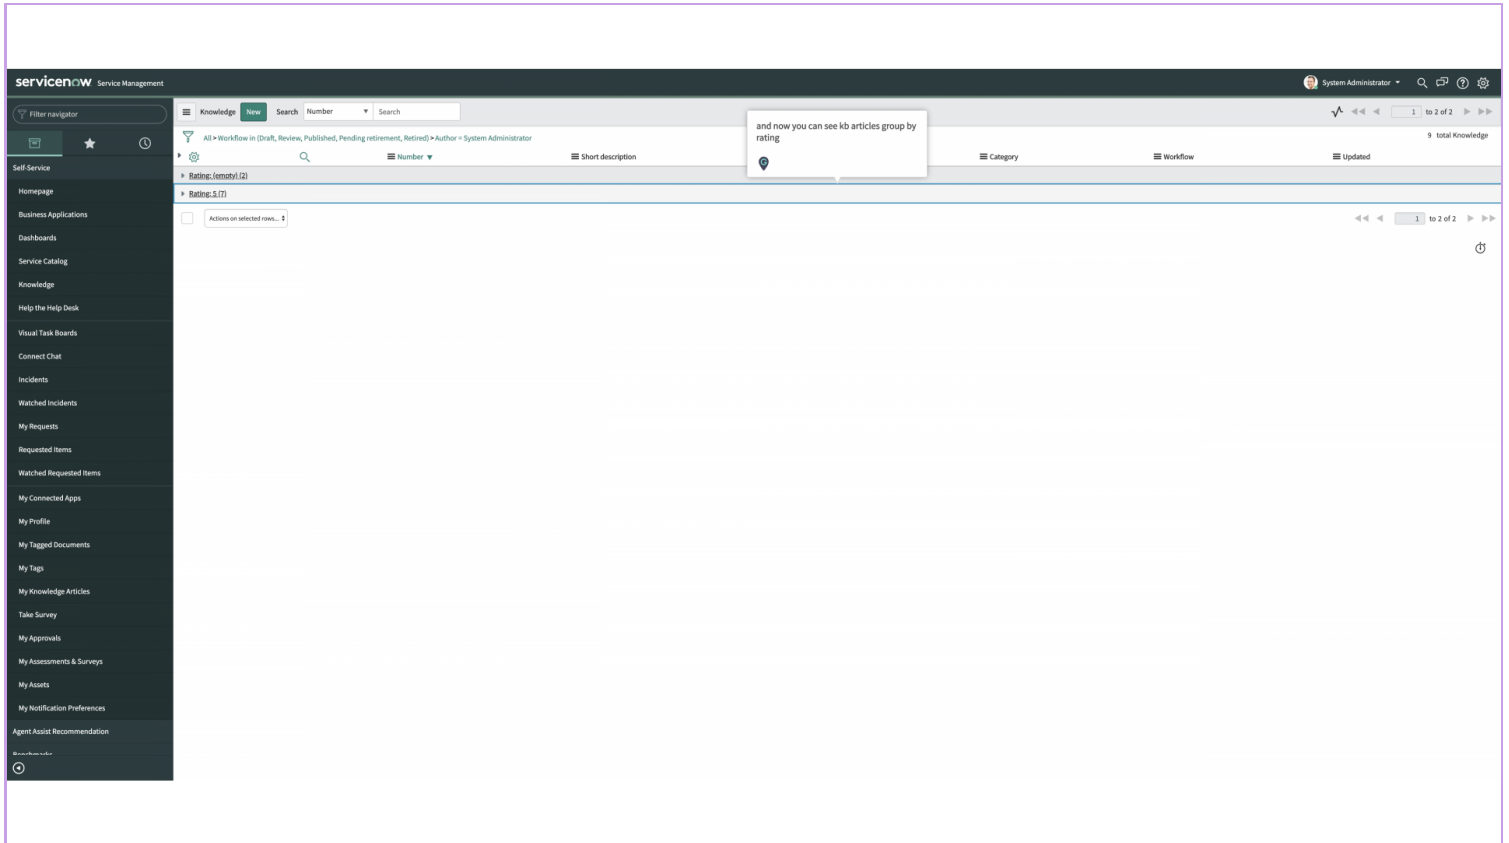 servicenow Service Management
System Administrator
Filter navigator
Knowledge New Search Number Search
1 to 2 of 2
All > Workflow in (Draft, Review, Published, Pending retirement, Retired) > Author = System Administrator
9 total Knowledge
and now you can see kb articles group by
rating
Number Short description Category Workflow Updated
Rating: (empty) (2)
Rating: 5 (7)
Actions on selected rows...
1 to 2 of 2
Self-Service
Homepage
Business Applications
Dashboards
Service Catalog
Knowledge
Help the Help Desk
Visual Task Boards
Connect Chat
Incidents
Watched Incidents
My Requests
Requested Items
Watched Requested Items
My Connected Apps
My Profile
My Tagged Documents
My Tags
My Knowledge Articles
Take Survey
My Approvals
My Assessments & Surveys
My Assets
My Notification Preferences
Agent Assist Recommendation